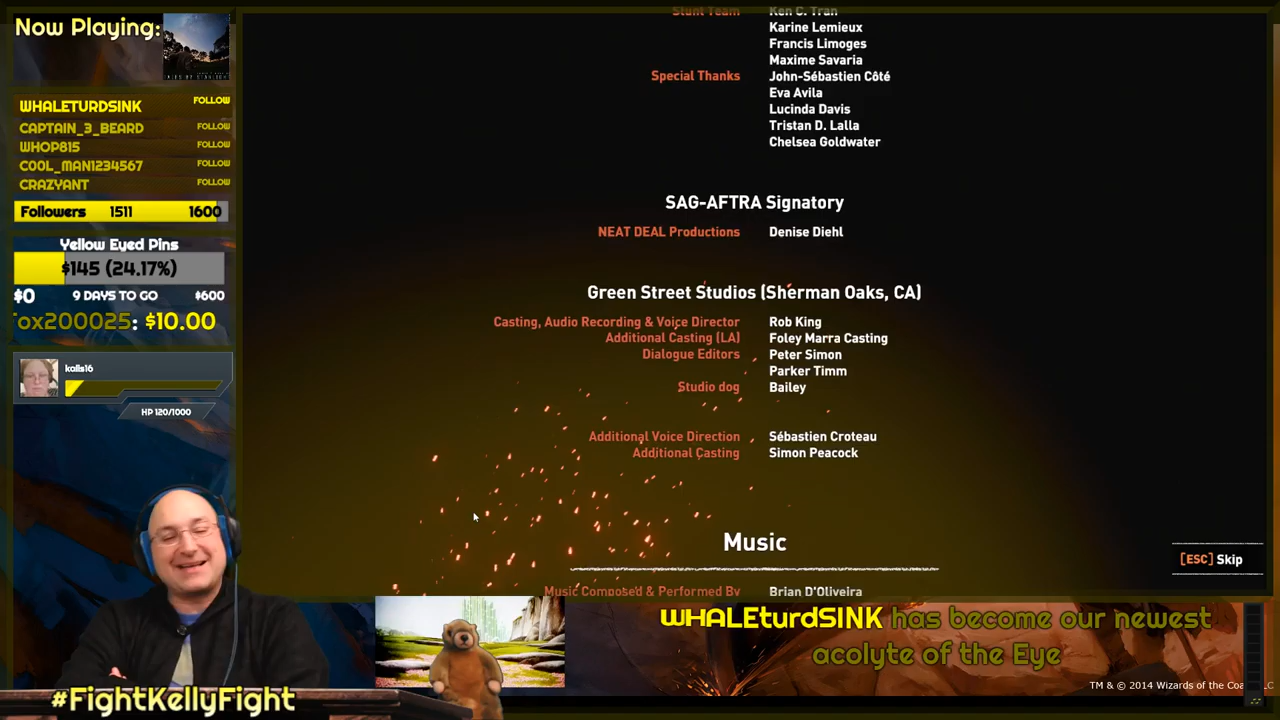 Now Playing:
WHALETURDSINK FOLLOW
CAPTAIN_3_BEARD FOLLOW
WHOP815 FOLLOW
COOL_MAN1234567 FOLLOW
CRAZYANT FOLLOW
Followers 1511 1600
Yellow Eyed Pins
$145 (24.17%)
$0 9 DAYS TO GO $600
ox200025: $10.00
kalis16
HP 120/1000
#FightKellyFight
Stunt Team Ken C. Tran
Karine Lemieux
Francis Limoges
Maxime Savaria
Special Thanks John-Sébastien Côté
Eva Avila
Lucinda Davis
Tristan D. Lalla
Chelsea Goldwater
SAG-AFTRA Signatory
NEAT DEAL Productions Denise Diehl
Green Street Studios (Sherman Oaks, CA)
Casting, Audio Recording & Voice Director Rob King
Additional Casting (LA) Foley Marra Casting
Dialogue Editors Peter Simon
Parker Timm
Studio dog Bailey
Additional Voice Direction Sébastien Croteau
Additional Casting Simon Peacock
Music
Music Composed & Performed By Brian D'Oliveira
[ESC] Skip
WHALEturdSINK has become our newest
acolyte of the Eye
TM & © 2014 Wizards of the Coa LC